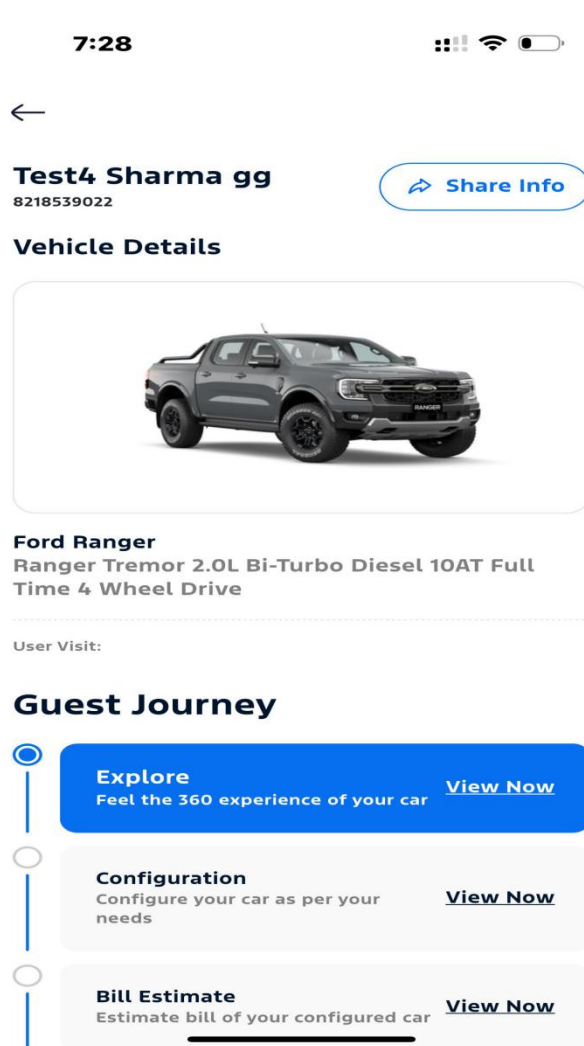 7:28
Test4 Sharma gg
Share Info
8218539022
Vehicle Details
RANGER
Ford Ranger
Ranger Tremor 2.0L Bi-Turbo Diesel 10AT Full
Time 4 Wheel Drive
User Visit:
Guest Journey
Explore
Feel the 360 experience of your car
View Now
Configuration
Configure your car as per your
needs
View Now
Bill Estimate
Estimate bill of your configured car
View Now